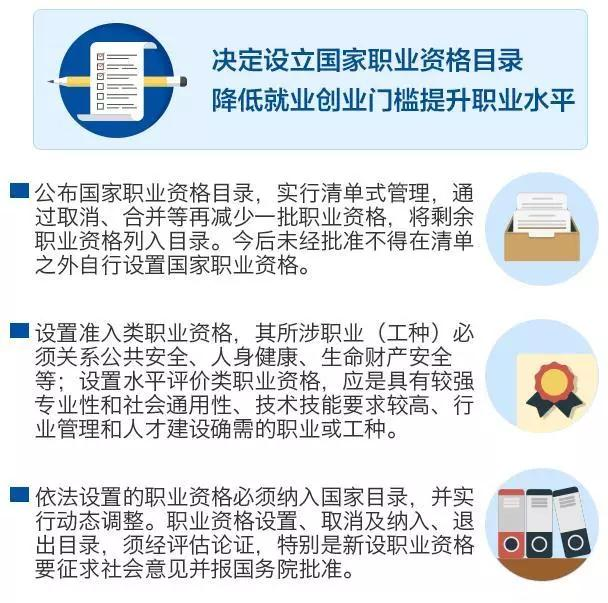 决定设立国家职业资格目录
降低就业创业门槛提升职业水平
公布国家职业资格目录，实行清单式管理，通
过取消、合并等再减少一批职业资格，将剩余
职业资格列入目录。今后未经批准不得在清单
之外自行设置国家职业资格。
设置准入类职业资格，其所涉职业（工种）必
须关系公共安全、人身健康、生命财产安全
等；设置水平评价类职业资格，应是具有较强
专业性和社会通用性、技术技能要求较高、行
业管理和人才建设确需的职业或工种。
依法设置的职业资格必须纳入国家目录，并实
行动态调整。职业资格设置、取消及纳入、退
出目录，须经评估论证，特别是新设职业资格
要征求社会意见并报国务院批准。